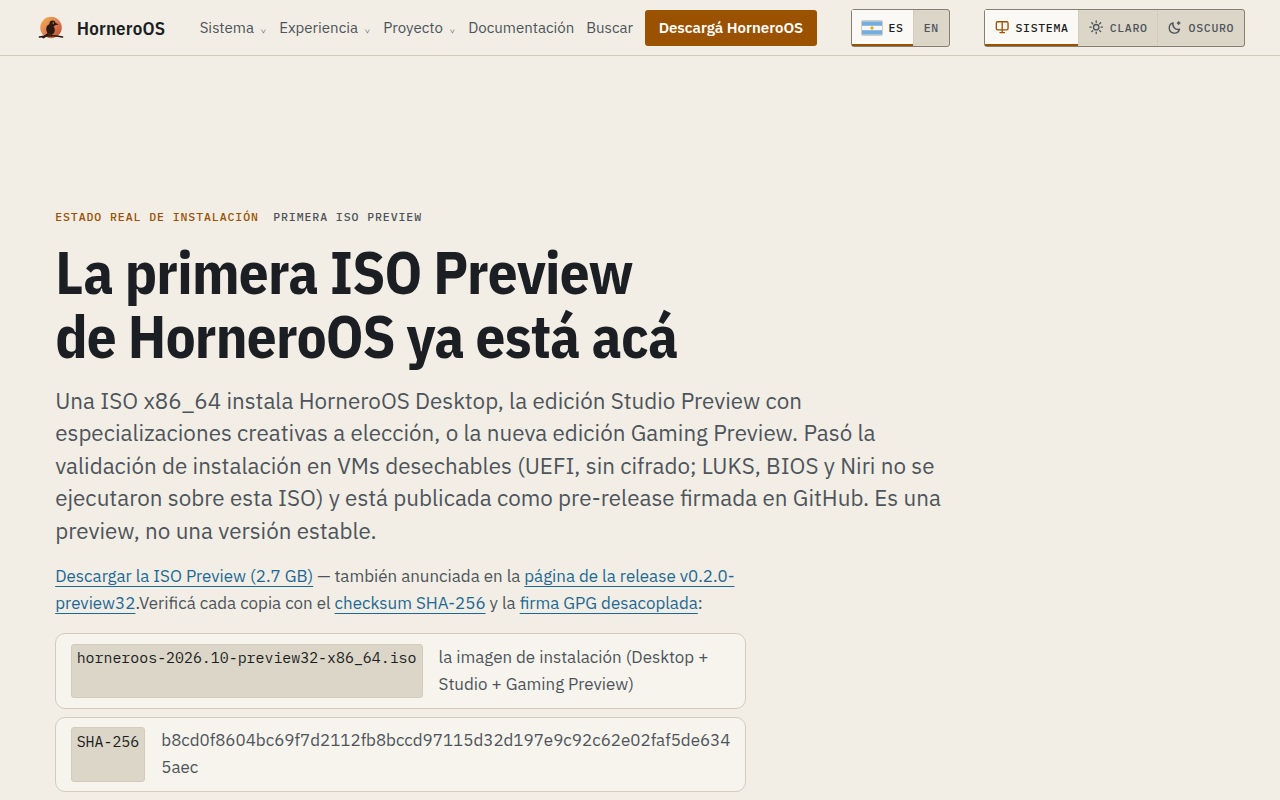 HorneroOS
Sistema
Experiencia
Proyecto
Documentación
Buscar
Descargá HorneroOS
ES
EN
SISTEMA
CLARO
OSCURO
ESTADO REAL DE INSTALACIÓN PRIMERA ISO PREVIEW
La primera ISO Preview
de HorneroOS ya está acá
Una ISO x86_64 instala HorneroOS Desktop, la edición Studio Preview con
especializaciones creativas a elección, o la nueva edición Gaming Preview. Pasó la
validación de instalación en VMs desechables (UEFI, sin cifrado; LUKS, BIOS y Niri no se
ejecutaron sobre esta ISO) y está publicada como pre-release firmada en GitHub. Es una
preview, no una versión estable.
Descargar la ISO Preview (2.7 GB) — también anunciada en la página de la release v0.2.0-
preview32.Verificá cada copia con el checksum SHA-256 y la firma GPG desacoplada:
horneroos-2026.10-preview32-x86_64.iso
la imagen de instalación (Desktop +
Studio + Gaming Preview)
SHA-256
b8cd0f8604bc69f7d2112fb8bccd97115d32d197e9c92c62e02faf5de634
5aec